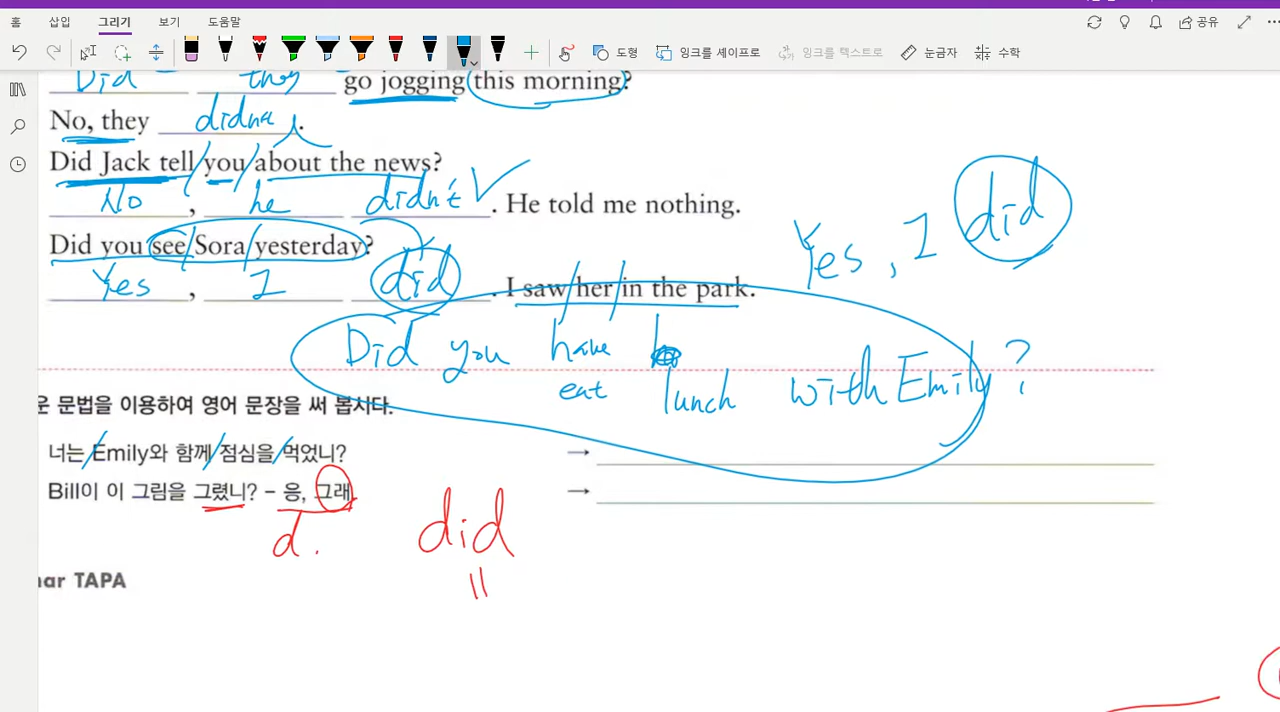 홈 삽입 그리기 보기 도움말 공유
도형 잉크를 셰이프로 잉크를 텍스트로 눈금자 수학
Did they go jogging this morning?
No, they didn't.
Did Jack tell / you / about the news?
No, he didn't. He told me nothing.
Did you see / Sora / yesterday?
Yes, I did. I saw / her / in the park.
Yes, I did
Did you have
eat lunch with Emily?
운 문법을 이용하여 영어 문장을 써 봅시다.
너는 / Emily와 함께 / 점심을 / 먹었니? →
Bill이 이 그림을 그렸니? – 응, 그래 →
d. did
=
mar TAPA